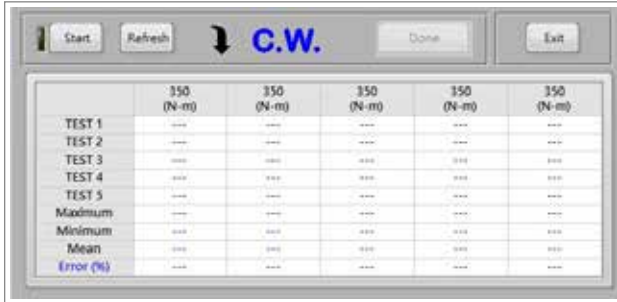 Start Refresh C.W. Done Exit
350 350 350 350 350
(N-m) (N-m) (N-m) (N-m) (N-m)
TEST 1 --- --- --- --- ---
TEST 2 --- --- --- --- ---
TEST 3 --- --- --- --- ---
TEST 4 --- --- --- --- ---
TEST 5 --- --- --- --- ---
Maximum --- --- --- --- ---
Minimum --- --- --- --- ---
Mean --- --- --- --- ---
Error (%) --- --- --- --- ---